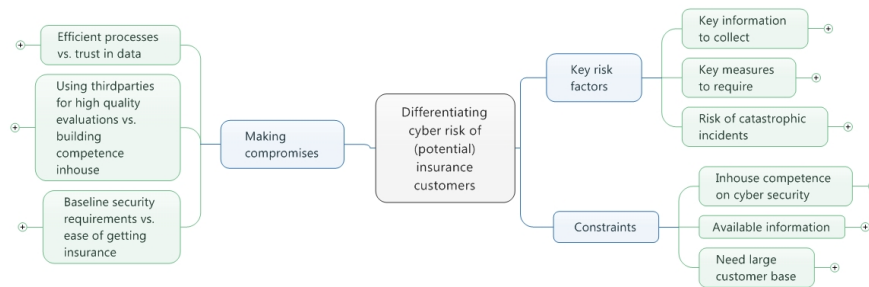 Efficient processes
vs. trust in data
Using thirdparties
for high quality
evaluations vs.
building
competence
inhouse
Baseline security
requirements vs.
ease of getting
insurance
Making
compromises
Differentiating
cyber risk of
(potential)
insurance
customers
Key risk
factors
Key information
to collect
Key measures
to require
Risk of catastrophic
incidents
Constraints
Inhouse competence
on cyber security
Available information
Need large
customer base